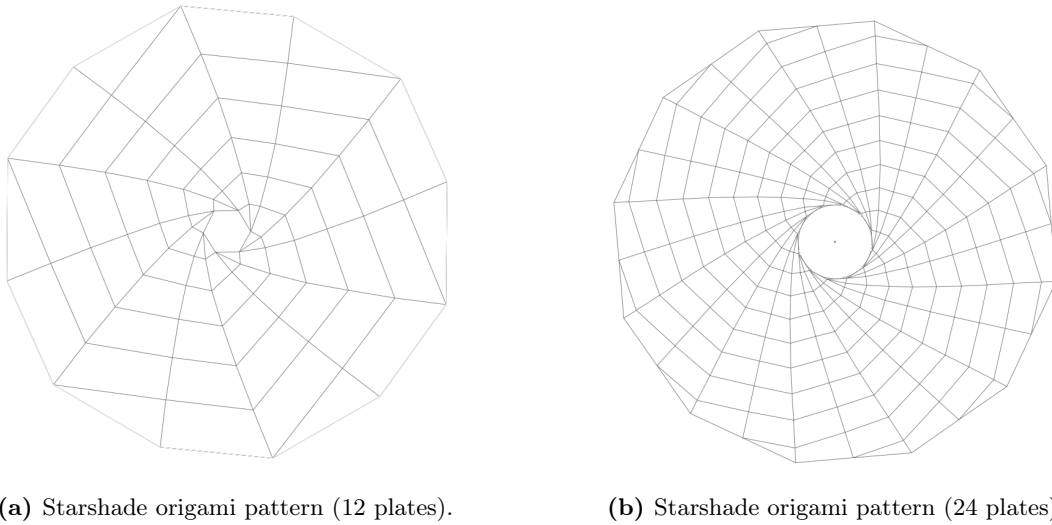 (a) Starshade origami pattern (12 plates).
(b) Starshade origami pattern (24 plates)